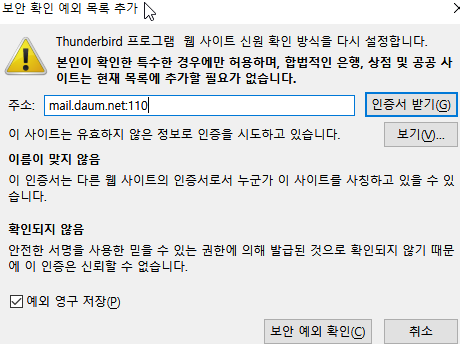 보안 확인 예외 목록 추가
Thunderbird 프로그램 웹 사이트 신원 확인 방식을 다시 설정합니다.
본인이 확인한 특수한 경우에만 허용하며, 합법적인 은행, 상점 및 공공 사
이트는 현재 목록에 추가할 필요가 없습니다.
주소: mail.daum.net:110 인증서 받기(G)
이 사이트는 유효하지 않은 정보로 인증을 시도하고 있습니다. 보기(V)...
이름이 맞지 않음
이 인증서는 다른 웹 사이트의 인증서로서 누군가 이 사이트를 사칭하고 있을 수 있
습니다.
확인되지 않음
안전한 서명을 사용한 믿을 수 있는 권한에 의해 발급된 것으로 확인되지 않기 때문
에 이 인증은 신뢰할 수 없습니다.
예외 영구 저장(P)
보안 예외 확인(C) 취소